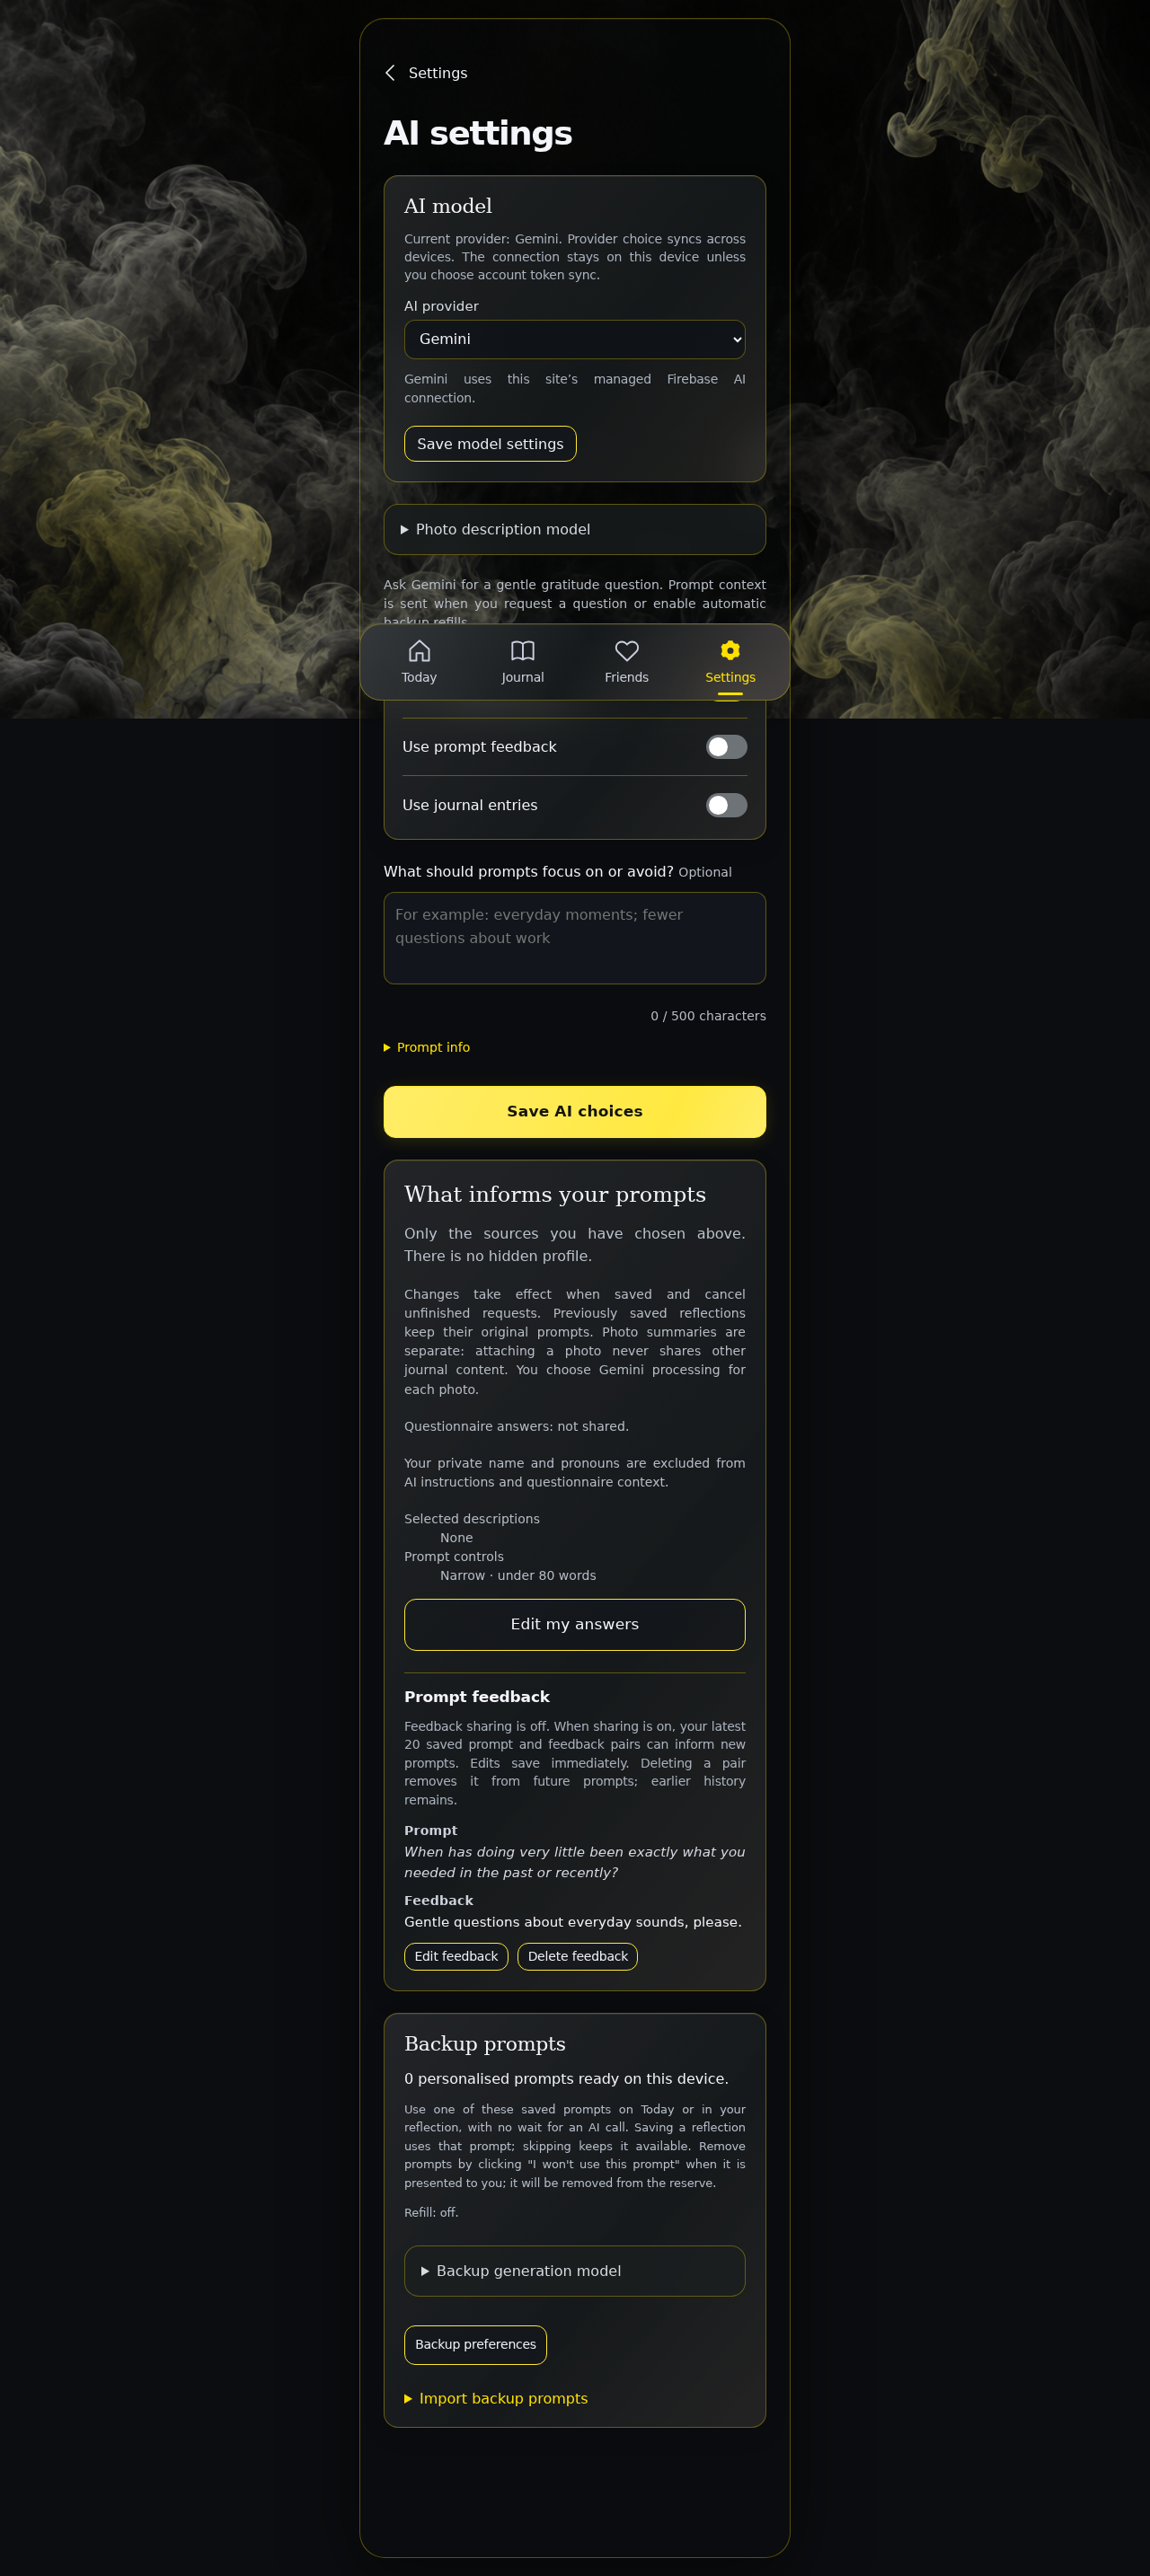 Settings
AI settings
AI model
Current provider: Gemini. Provider choice syncs across
devices. The connection stays on this device unless
you choose account token sync.
AI provider
Gemini
Gemini uses this site’s managed Firebase AI
connection.
Save model settings
Photo description model
Ask Gemini for a gentle gratitude question. Prompt context
is sent when you request a question or enable automatic
backup refills.
Today
Journal
Friends
Settings
Use prompt feedback
Use journal entries
What should prompts focus on or avoid? Optional
For example: everyday moments; fewer
questions about work
0 / 500 characters
Prompt info
Save AI choices
What informs your prompts
Only the sources you have chosen above.
There is no hidden profile.
Changes take effect when saved and cancel
unfinished requests. Previously saved reflections
keep their original prompts. Photo summaries are
separate: attaching a photo never shares other
journal content. You choose Gemini processing for
each photo.
Questionnaire answers: not shared.
Your private name and pronouns are excluded from
AI instructions and questionnaire context.
Selected descriptions
None
Prompt controls
Narrow · under 80 words
Edit my answers
Prompt feedback
Feedback sharing is off. When sharing is on, your latest
20 saved prompt and feedback pairs can inform new
prompts. Edits save immediately. Deleting a pair
removes it from future prompts; earlier history
remains.
Prompt
When has doing very little been exactly what you
needed in the past or recently?
Feedback
Gentle questions about everyday sounds, please.
Edit feedback
Delete feedback
Backup prompts
0 personalised prompts ready on this device.
Use one of these saved prompts on Today or in your
reflection, with no wait for an AI call. Saving a reflection
uses that prompt; skipping keeps it available. Remove
prompts by clicking "I won't use this prompt" when it is
presented to you; it will be removed from the reserve.
Refill: off.
Backup generation model
Backup preferences
Import backup prompts